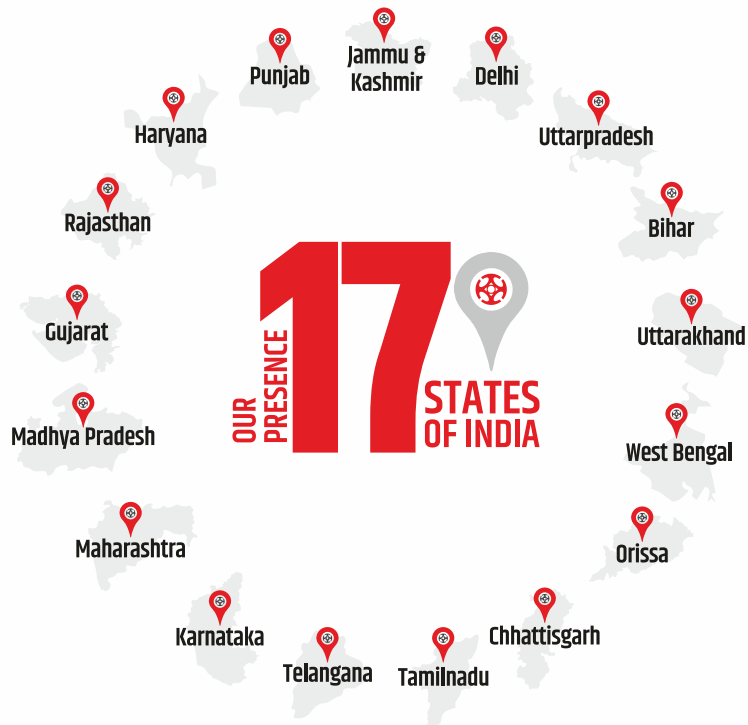 Jammu &
Kashmir
Delhi
Uttarpradesh
Bihar
Uttarakhand
West Bengal
Orissa
Chhattisgarh
Tamilnadu
Telangana
Karnataka
Maharashtra
Madhya Pradesh
Gujarat
Rajasthan
Haryana
Punjab
OUR
PRESENCE
17
STATES
OF INDIA